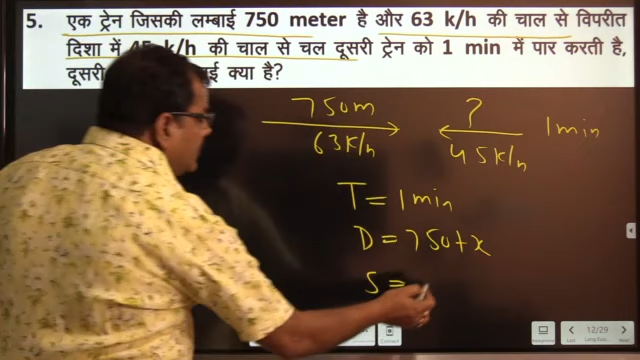 5. एक ट्रेन जिसकी लम्बाई 750 meter है और 63 k/h की चाल से विपरीत
दिशा में 45 k/h की चाल से चल दूसरी ट्रेन को 1 min में पार करती है,
दूसरी क्या है?
750m ? 1min
63k/h 45k/h
T = 1min
D = 750+x
S =
12/29